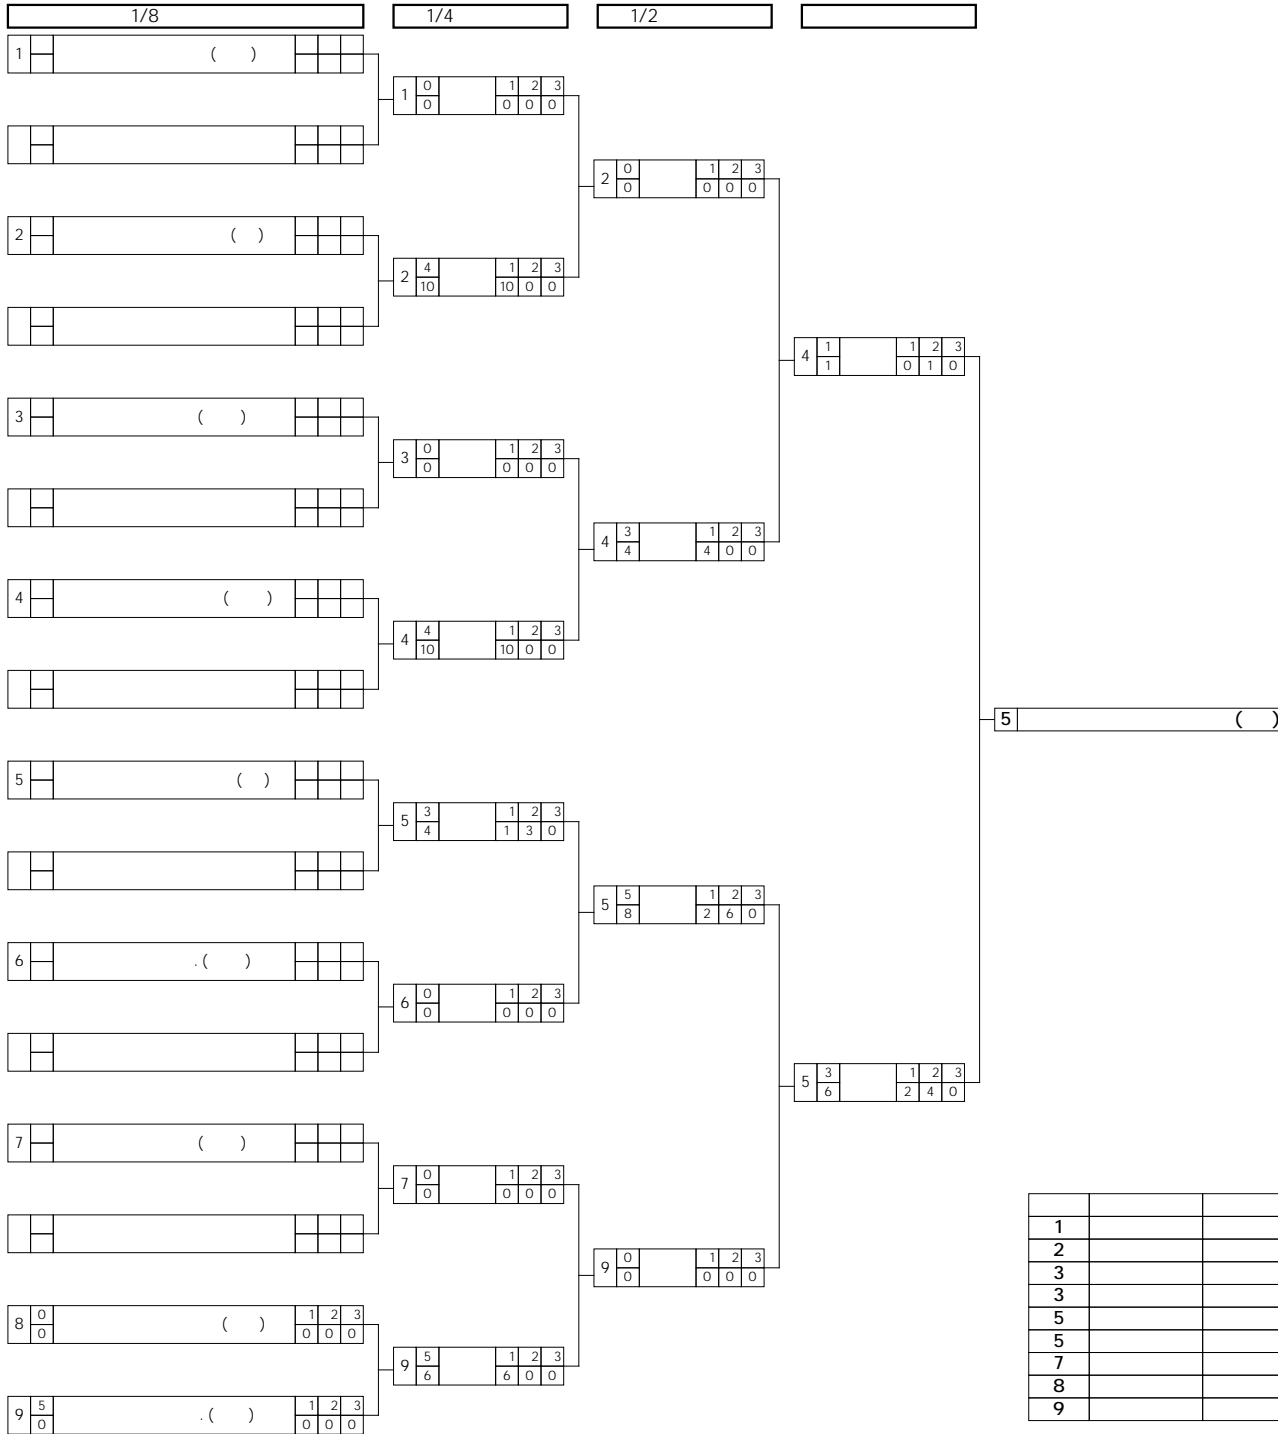 1/8 1/4 1/2
1 ( )
1 0 1 2 3
0 0 0 0
2 0 1 2 3
0 0 0 0
2 ( )
2 4 1 2 3
10 10 0 0
4 1 1 2 3
1 0 1 0
3 ( )
3 0 1 2 3
0 0 0 0
4 3 1 2 3
4 4 0 0
4 ( )
4 4 1 2 3
10 10 0 0
5 ( )
5 ( )
5 3 1 2 3
4 1 3 0
5 5 1 2 3
8 2 6 0
6 . ( )
6 0 1 2 3
0 0 0 0
5 3 1 2 3
6 2 4 0
7 ( )
7 0 1 2 3
0 0 0 0
9 0 1 2 3
0 0 0 0
8 0 ( ) 1 2 3
0 0 0 0
9 5 1 2 3
6 6 0 0
9 5 . ( ) 1 2 3
0 0 0 0
1
2
3
3
5
5
7
8
9